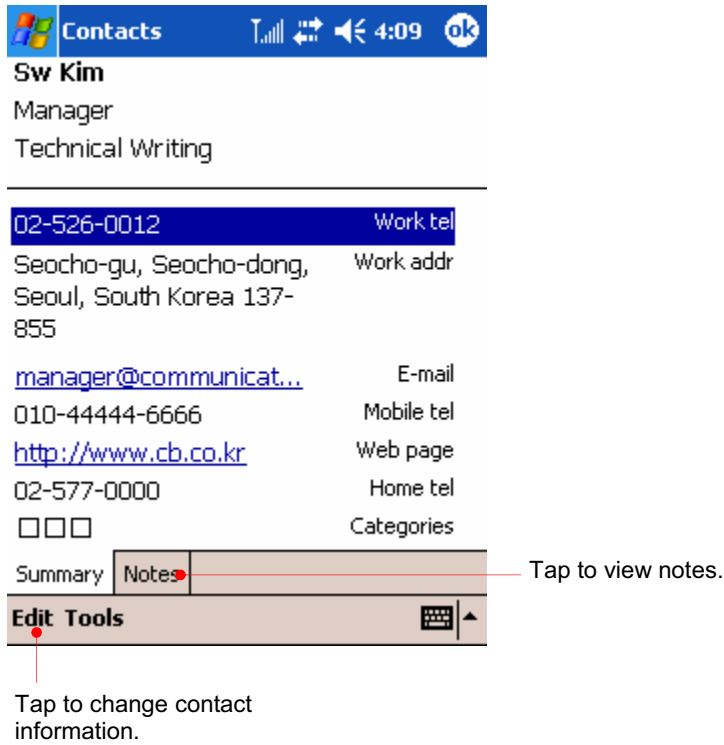 Contacts 4:09 ok
Sw Kim
Manager
Technical Writing
02-526-0012 Work tel
Seocho-gu, Seocho-dong, Work addr
Seoul, South Korea 137-
855
manager@communicat... E-mail
010-44444-6666 Mobile tel
http://www.cb.co.kr Web page
02-577-0000 Home tel
□□□ Categories
Summary Notes
Tap to view notes.
Edit Tools
Tap to change contact
information.